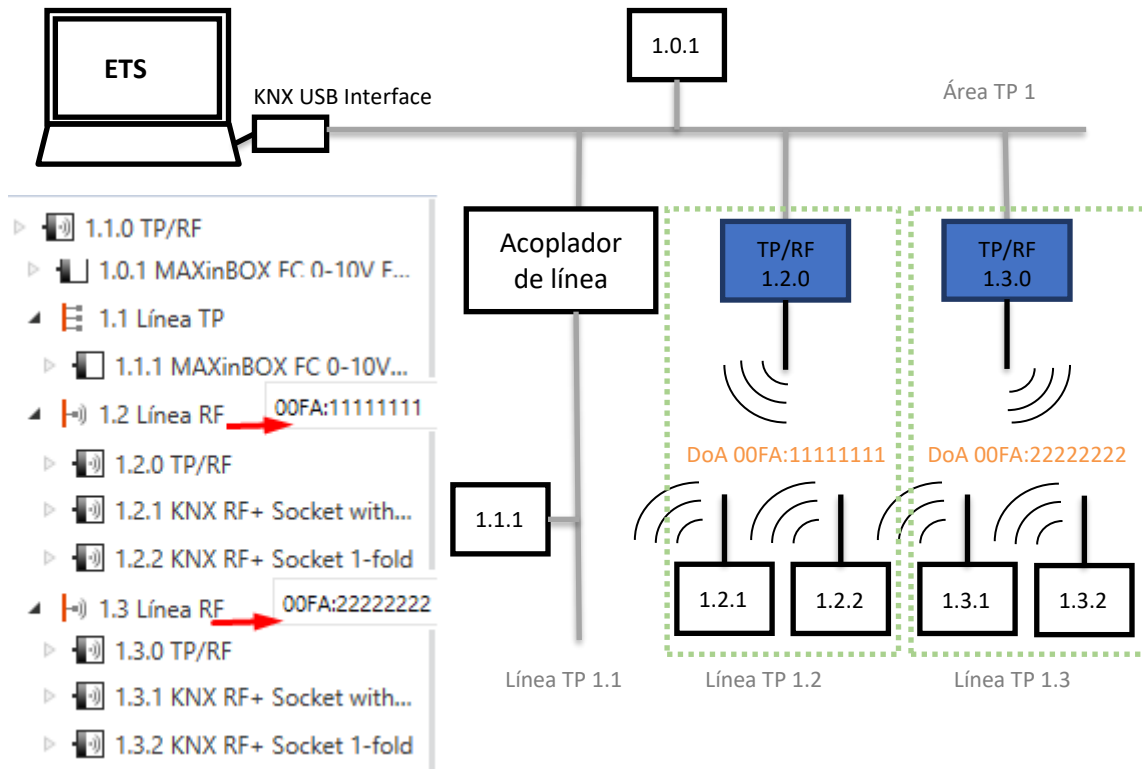 ETS
KNX USB Interface
1.0.1
Área TP 1
1.1.0 TP/RF
1.0.1 MAXinBOX FC 0-10V F...
1.1 Línea TP
1.1.1 MAXinBOX FC 0-10V...
1.2 Línea RF
00FA:11111111
1.2.0 TP/RF
1.2.1 KNX RF+ Socket with...
1.2.2 KNX RF+ Socket 1-fold
1.3 Línea RF
00FA:22222222
1.3.0 TP/RF
1.3.1 KNX RF+ Socket with...
1.3.2 KNX RF+ Socket 1-fold
Acoplador
de línea
1.1.1
Línea TP 1.1
TP/RF
1.2.0
DoA 00FA:11111111
1.2.1
1.2.2
Línea TP 1.2
TP/RF
1.3.0
DoA 00FA:22222222
1.3.1
1.3.2
Línea TP 1.3